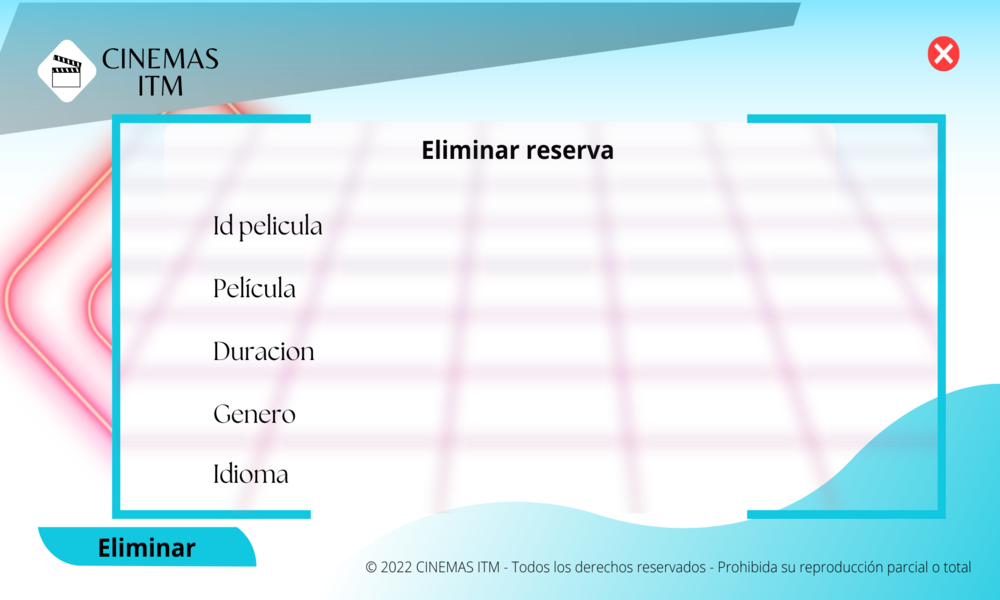 CINEMAS
ITM
Eliminar reserva
Id pelicula
Película
Duracion
Genero
Idioma
Eliminar
© 2022 CINEMAS ITM - Todos los derechos reservados - Prohibida su reproducción parcial o total